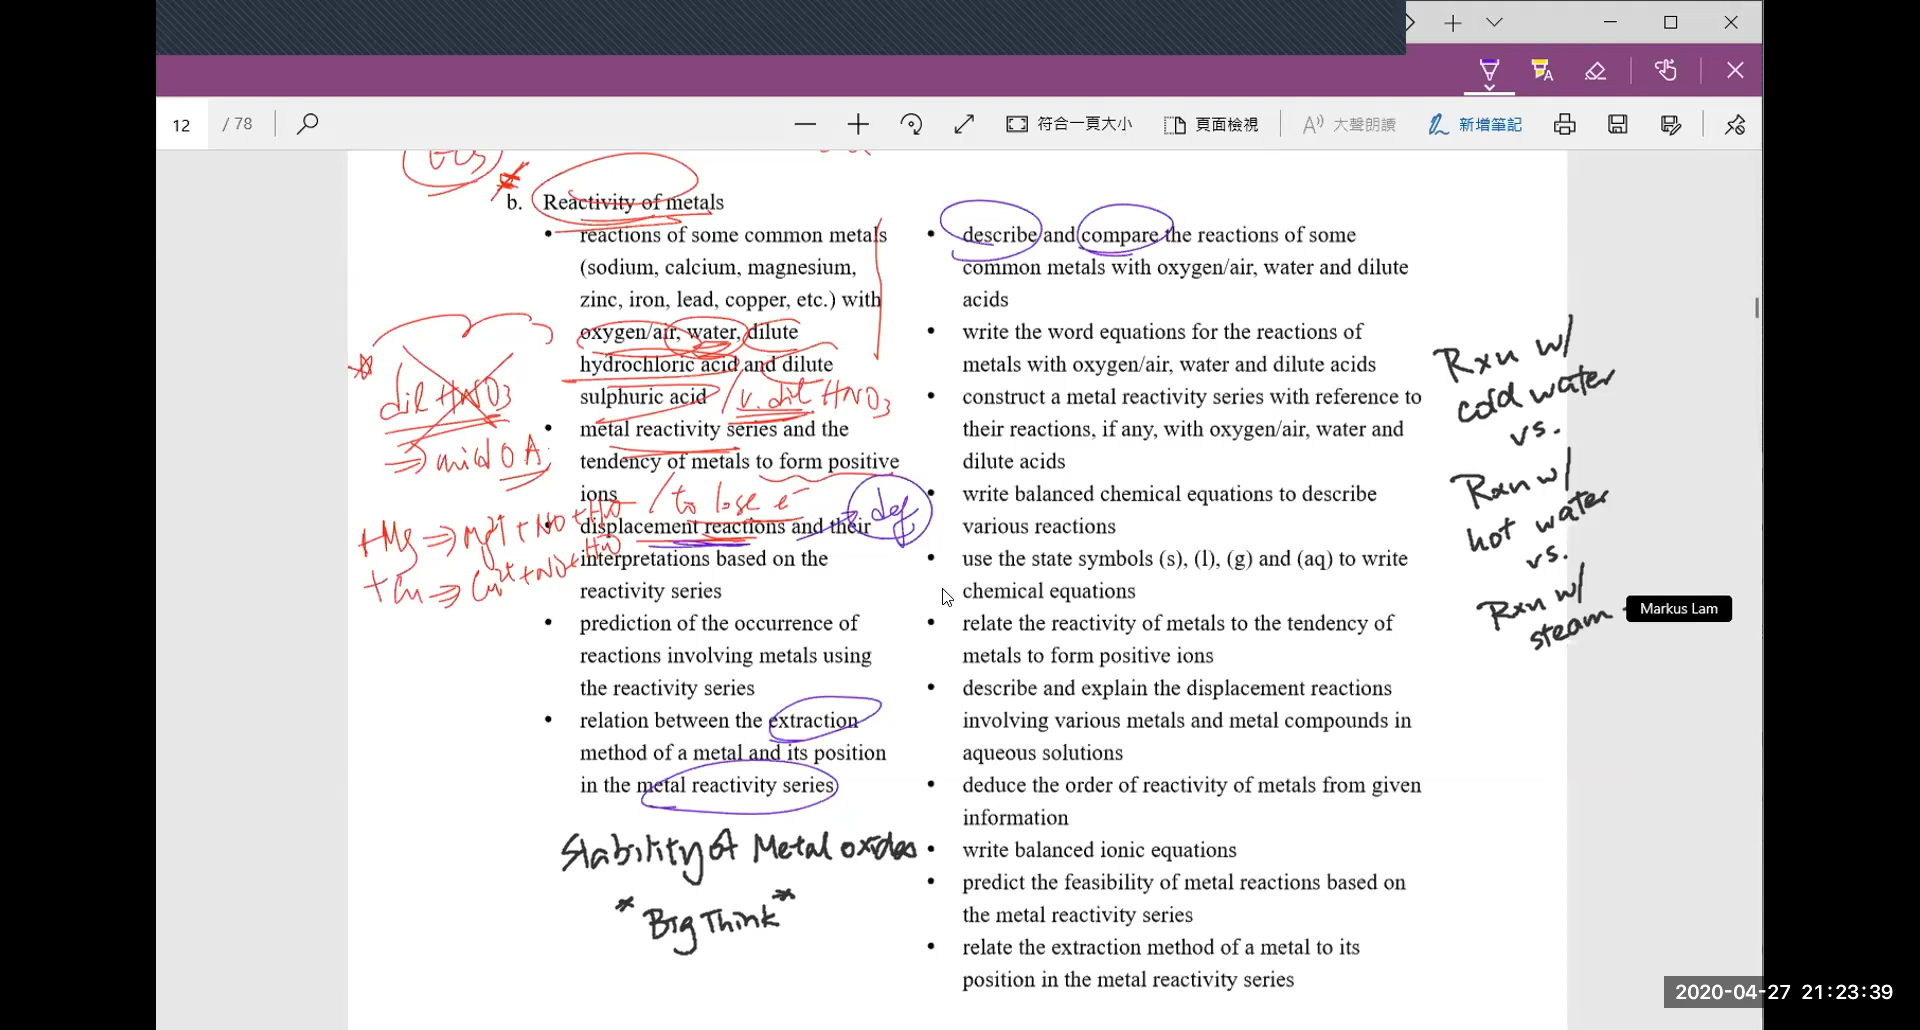 12 / 78 符合一頁大小 頁面檢視 A 大聲朗讀 新增筆記
b. Reactivity of metals
• reactions of some common metals
(sodium, calcium, magnesium,
zinc, iron, lead, copper, etc.) with
oxygen/air, water, dilute
hydrochloric acid and dilute
sulphuric acid / v. dil HNO3
• metal reactivity series and the
tendency of metals to form positive
ions / to lose e-
def
• displacement reactions and their
interpretations based on the
reactivity series
• prediction of the occurrence of
reactions involving metals using
the reactivity series
• relation between the extraction
method of a metal and its position
in the metal reactivity series
Stability of Metal oxides
* Big Think *
dil HNO3
⇒ mild O A
+Mg ⇒ Mg2+ + NO + H2O
+Cu ⇒ Cu2+ + NO + H2O
• describe and compare the reactions of some
common metals with oxygen/air, water and dilute
acids
• write the word equations for the reactions of
metals with oxygen/air, water and dilute acids
• construct a metal reactivity series with reference to
their reactions, if any, with oxygen/air, water and
dilute acids
• write balanced chemical equations to describe
various reactions
• use the state symbols (s), (l), (g) and (aq) to write
chemical equations
• relate the reactivity of metals to the tendency of
metals to form positive ions
• describe and explain the displacement reactions
involving various metals and metal compounds in
aqueous solutions
• deduce the order of reactivity of metals from given
information
• write balanced ionic equations
• predict the feasibility of metal reactions based on
the metal reactivity series
• relate the extraction method of a metal to its
position in the metal reactivity series
Rxn w/
cold water
vs.
Rxn w/
hot water
vs.
Rxn w/
steam
Markus Lam
2020-04-27 21:23:39